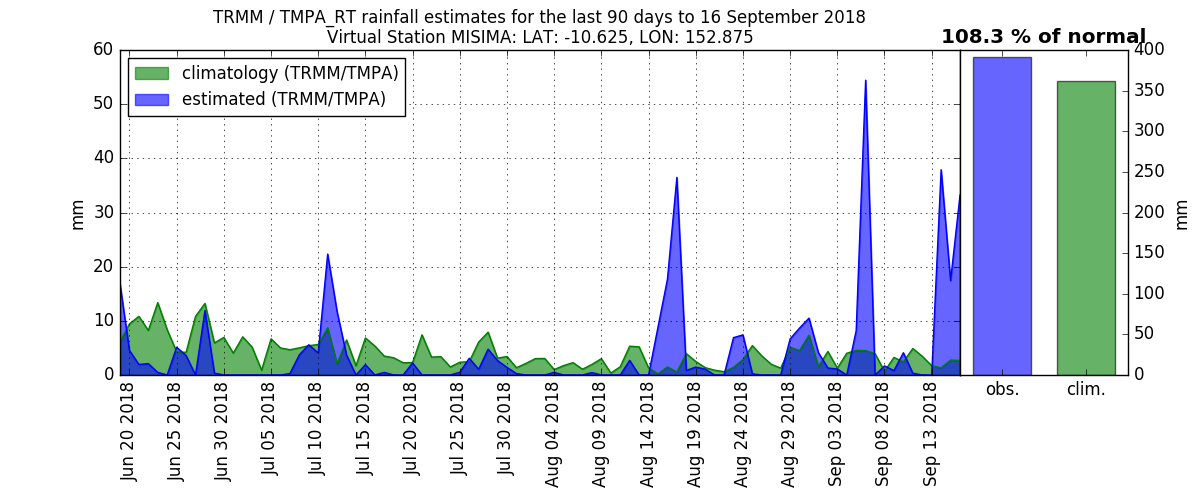 TRMM / TMPA_RT rainfall estimates for the last 90 days to 16 September 2018
Virtual Station MISIMA: LAT: -10.625, LON: 152.875
108.3 % of normal
climatology (TRMM/TMPA)
estimated (TRMM/TMPA)
mm
60
50
40
30
20
10
0
Jun 20 2018
Jun 25 2018
Jun 30 2018
Jul 05 2018
Jul 10 2018
Jul 15 2018
Jul 20 2018
Jul 25 2018
Jul 30 2018
Aug 04 2018
Aug 09 2018
Aug 14 2018
Aug 19 2018
Aug 24 2018
Aug 29 2018
Sep 03 2018
Sep 08 2018
Sep 13 2018
obs.
clim.
400
350
300
250
200
150
100
50
0
mm